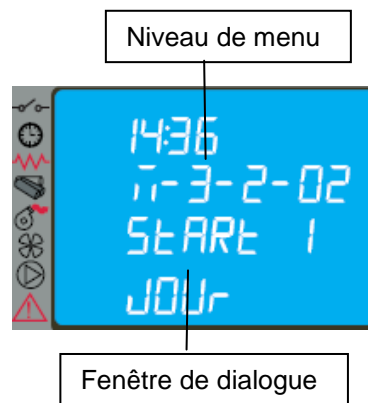 Niveau de menu
14:36
n-3-2-02
StARt 1
JOUr
Fenêtre de dialogue